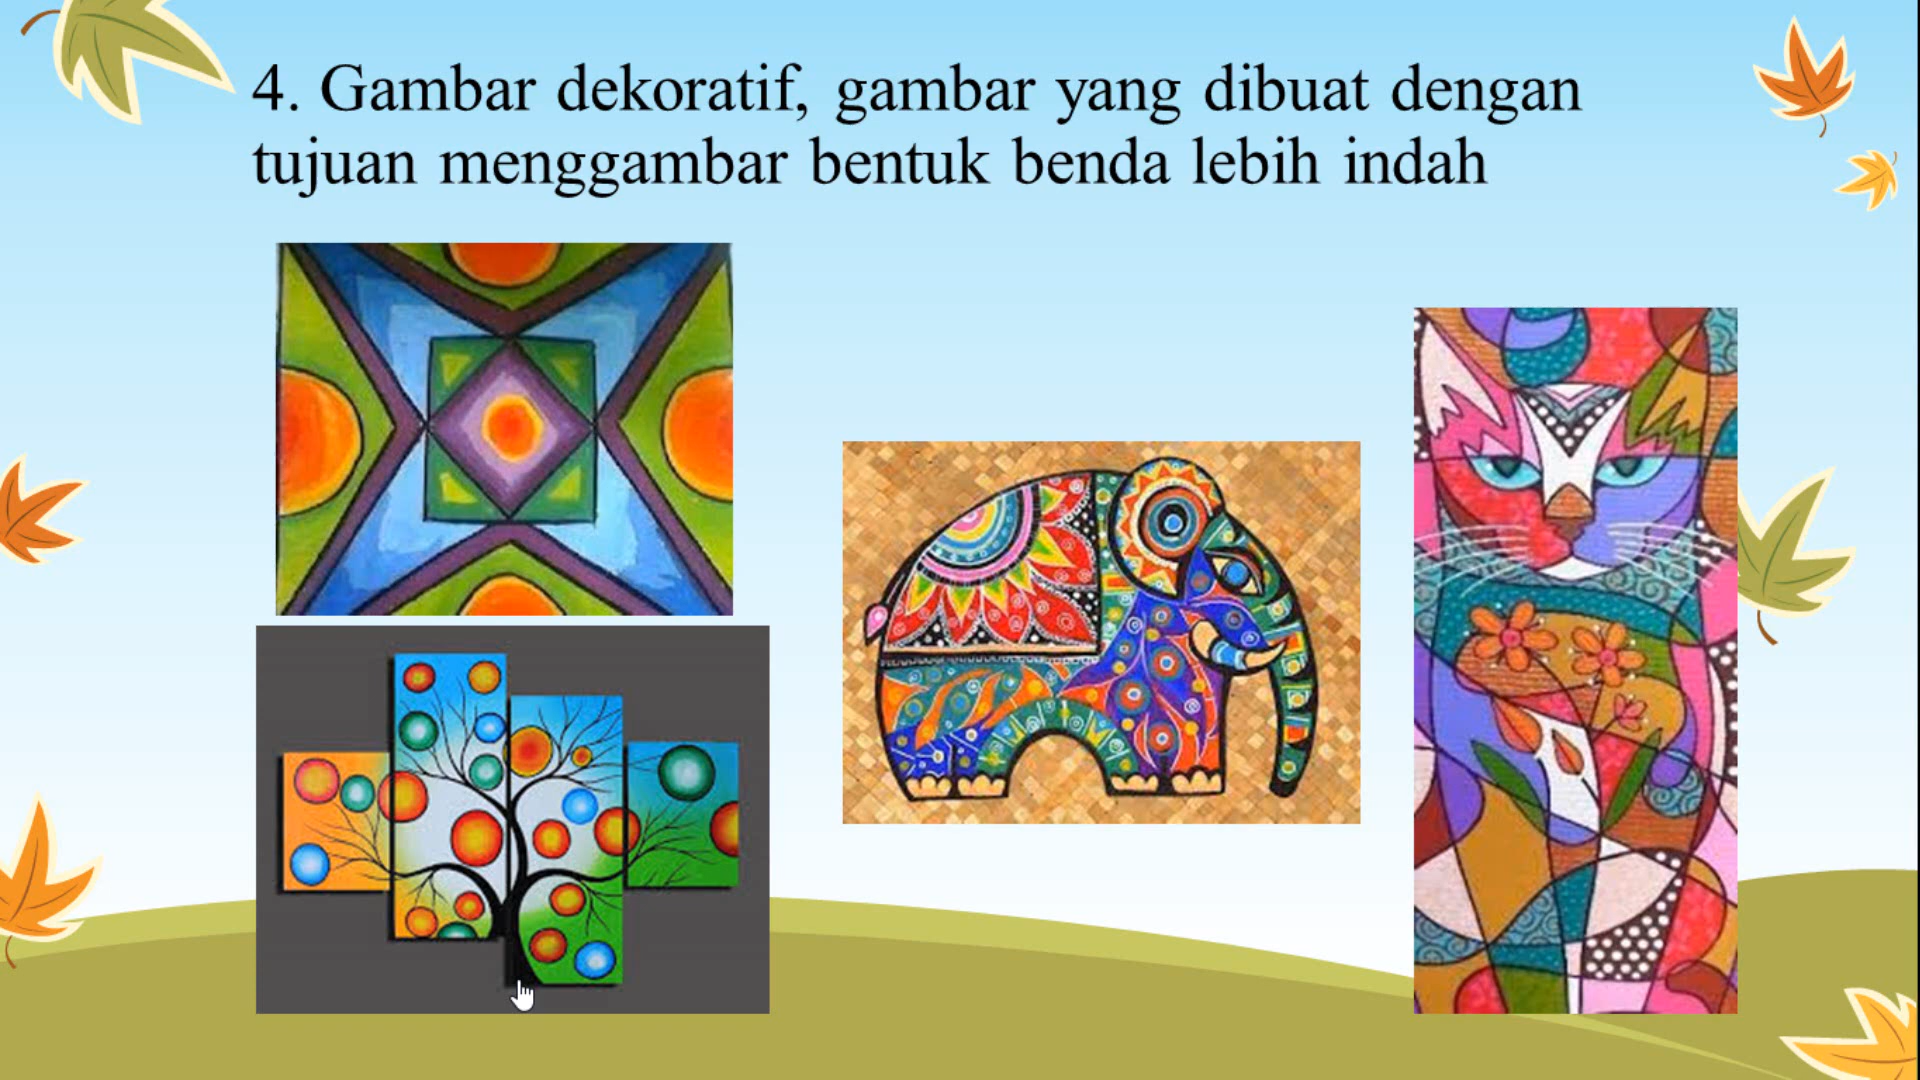 4. Gambar dekoratif, gambar yang dibuat dengan
tujuan menggambar bentuk benda lebih indah